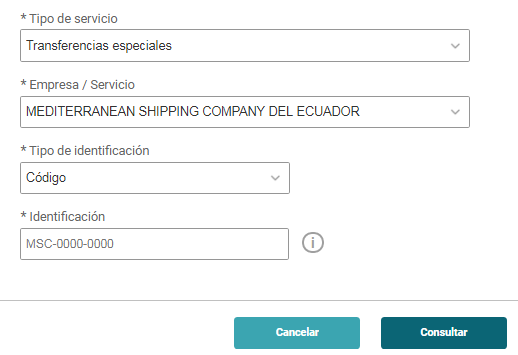 * Tipo de servicio
Transferencias especiales
* Empresa / Servicio
MEDITERRANEAN SHIPPING COMPANY DEL ECUADOR
* Tipo de identificación
Código
* Identificación
MSC-0000-0000
Cancelar
Consultar